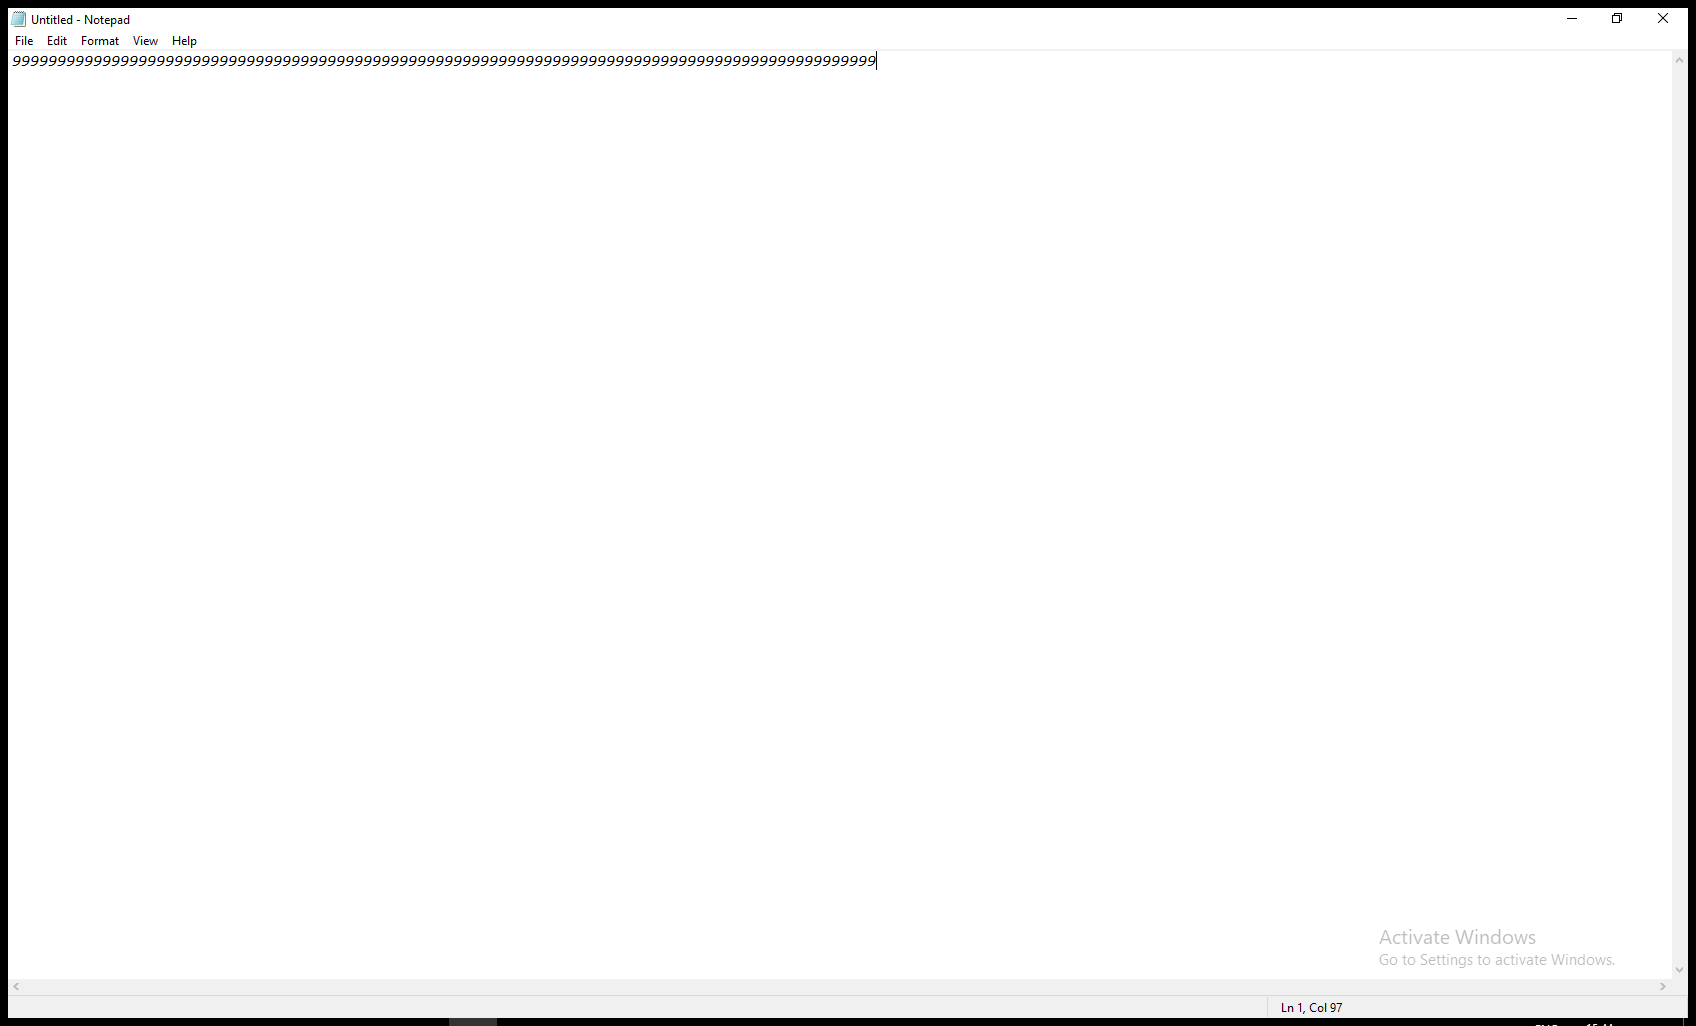 Untitled - Notepad
File Edit Format View Help
999999999999999999999999999999999999999999999999999999999999999999999999999999999999999999999999
Activate Windows
Go to Settings to activate Windows.
Ln 1, Col 97